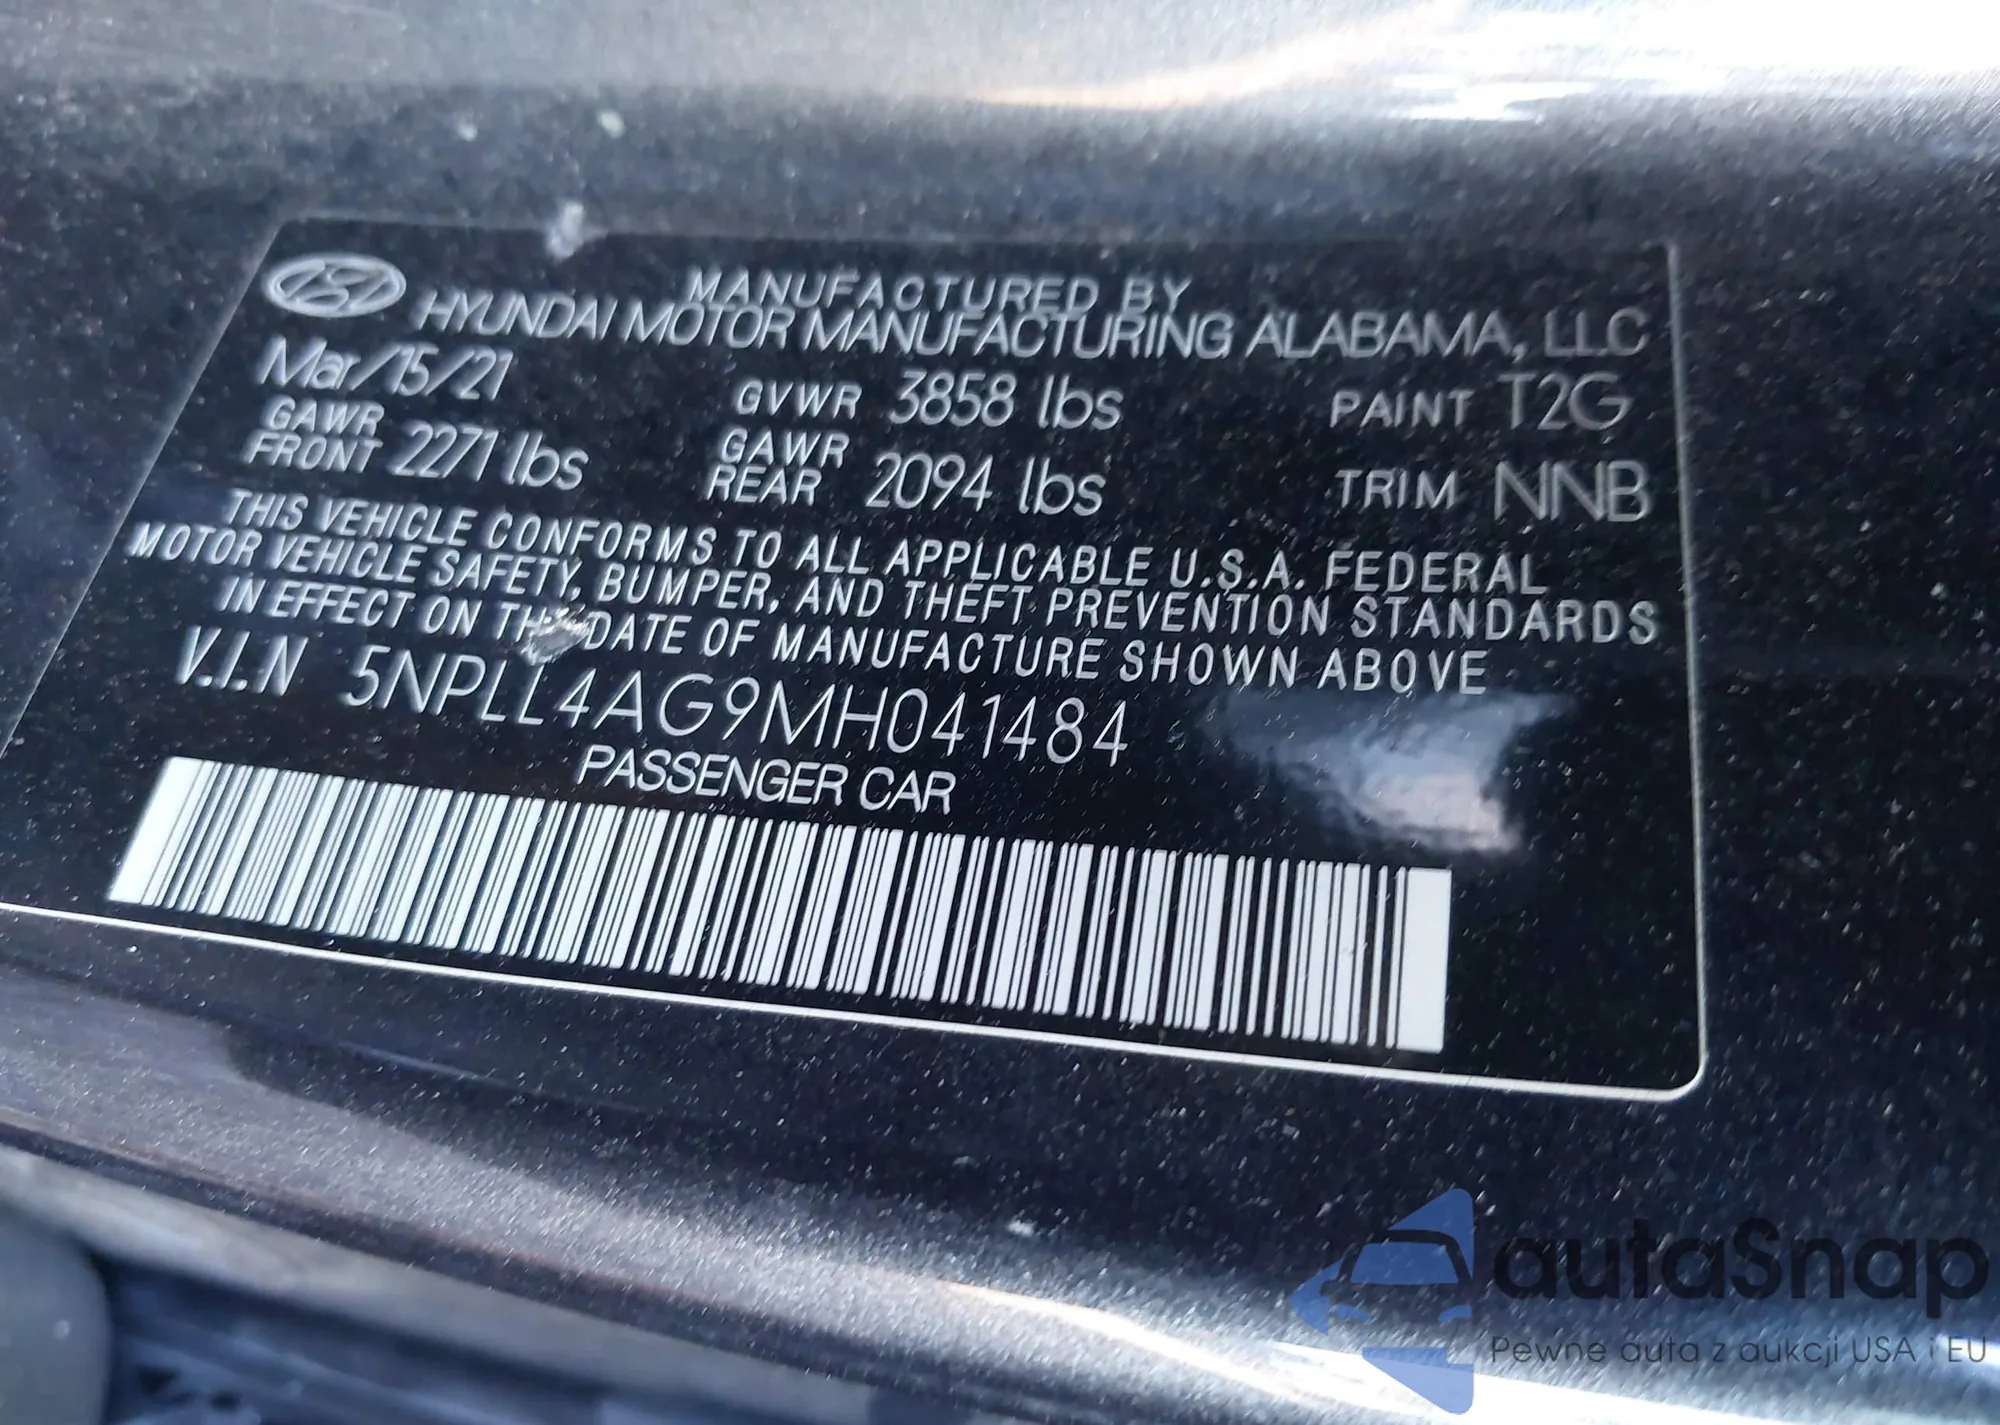 MANUFACTURED BY
HYUNDAI MOTOR MANUFACTURING ALABAMA, LLC
Mar/15/21 GVWR 3858 lbs PAINT T2G
GAWR FRONT 2271 lbs GAWR REAR 2094 lbs TRIM NNB
THIS VEHICLE CONFORMS TO ALL APPLICABLE U.S.A. FEDERAL
MOTOR VEHICLE SAFETY, BUMPER, AND THEFT PREVENTION STANDARDS
IN EFFECT ON THE DATE OF MANUFACTURE SHOWN ABOVE
V.I.N 5NPLL4AG9MH041484
PASSENGER CAR
autaSnap
Pewne auta z aukcji USA i EU